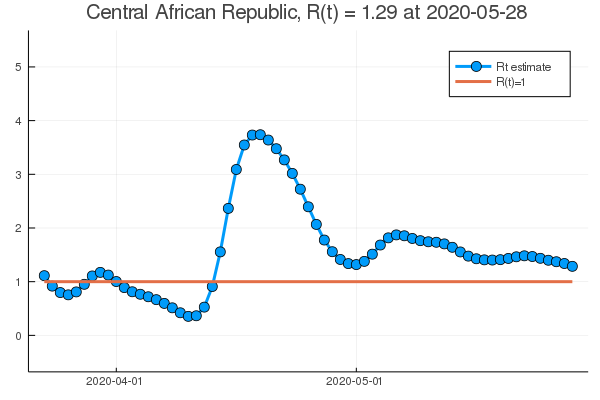 Central African Republic, R(t) = 1.29 at 2020-05-28
Rt estimate
R(t)=1
5
4
3
2
1
0
2020-04-01
2020-05-01